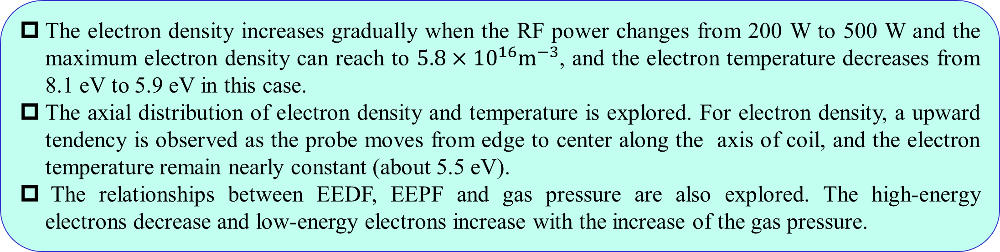 ❑ The electron density increases gradually when the RF power changes from 200 W to 500 W and the
maximum electron density can reach to 5.8 × 10¹⁶m⁻³, and the electron temperature decreases from
8.1 eV to 5.9 eV in this case.
❑ The axial distribution of electron density and temperature is explored. For electron density, a upward
tendency is observed as the probe moves from edge to center along the  axis of coil, and the electron
temperature remain nearly constant (about 5.5 eV).
❑ The relationships between EEDF, EEPF and gas pressure are also explored. The high-energy
electrons decrease and low-energy electrons increase with the increase of the gas pressure.